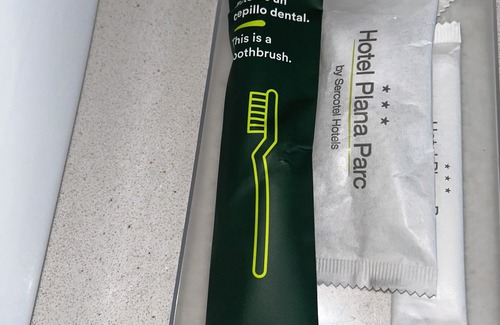 cepillo dental.
This is a
toothbrush.
Hotel Plana Parc
by Sercotel Hotels